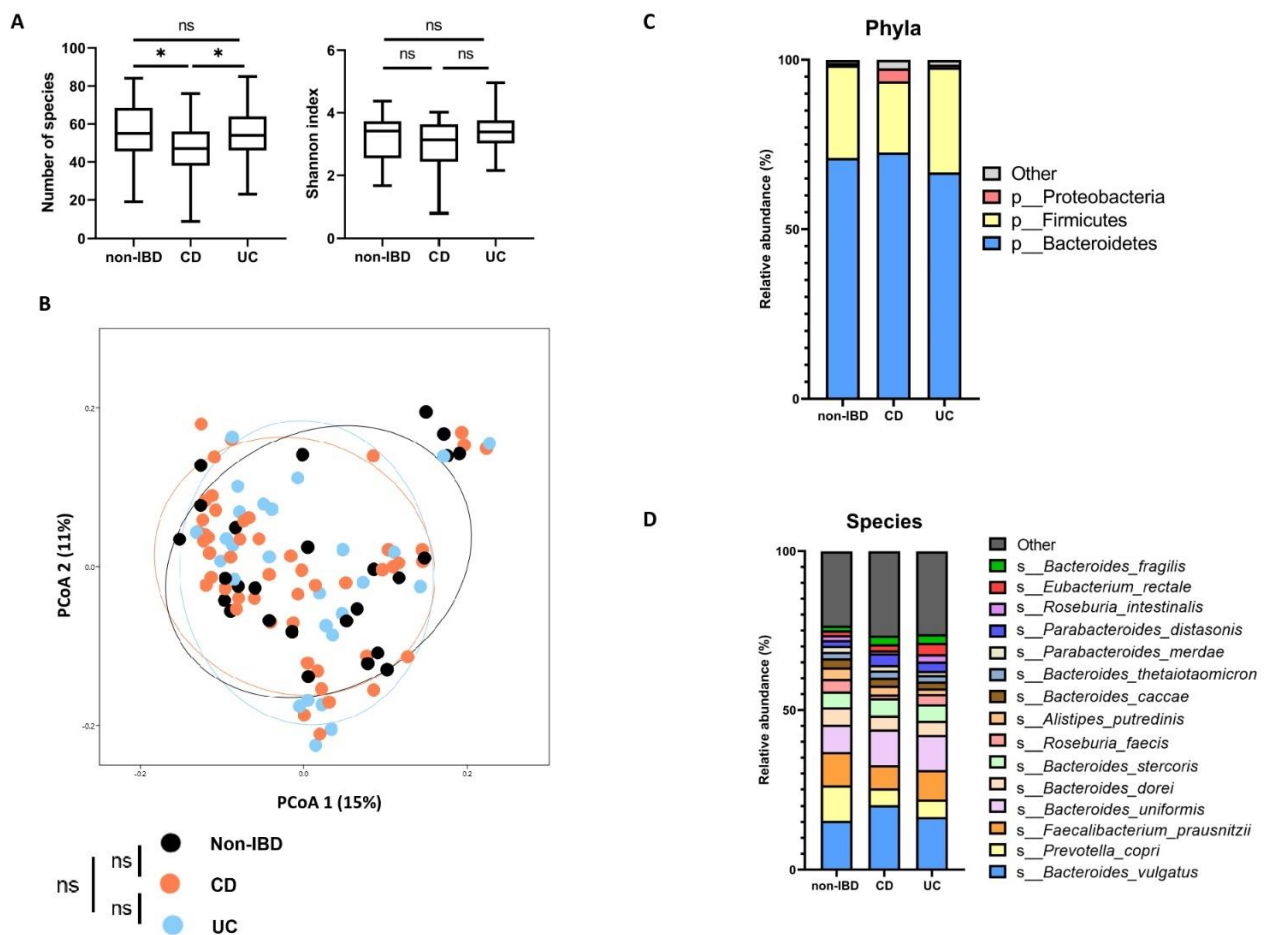 A
ns
* *
Number of species
100
80
60
40
20
0
non-IBD CD UC
ns
ns ns
Shannon index
6
4
2
0
non-IBD CD UC
B
PCoA 2 (11%)
0.2
0.0
-0.2
-0.2 0.0 0.2
PCoA 1 (15%)
ns
ns
ns
Non-IBD
CD
UC
C
Phyla
Relative abundance (%)
100
50
0
non-IBD CD UC
Other
p__Proteobacteria
p__Firmicutes
p__Bacteroidetes
D
Species
Relative abundance (%)
100
50
0
non-IBD CD UC
Other
s__Bacteroides_fragilis
s__Eubacterium_rectale
s__Roseburia_intestinalis
s__Parabacteroides_distasonis
s__Parabacteroides_merdae
s__Bacteroides_thetaiotaomicron
s__Bacteroides_caccae
s__Alistipes_putredinis
s__Roseburia_faecis
s__Bacteroides_stercoris
s__Bacteroides_dorei
s__Bacteroides_uniformis
s__Faecalibacterium_prausnitzii
s__Prevotella_copri
s__Bacteroides_vulgatus